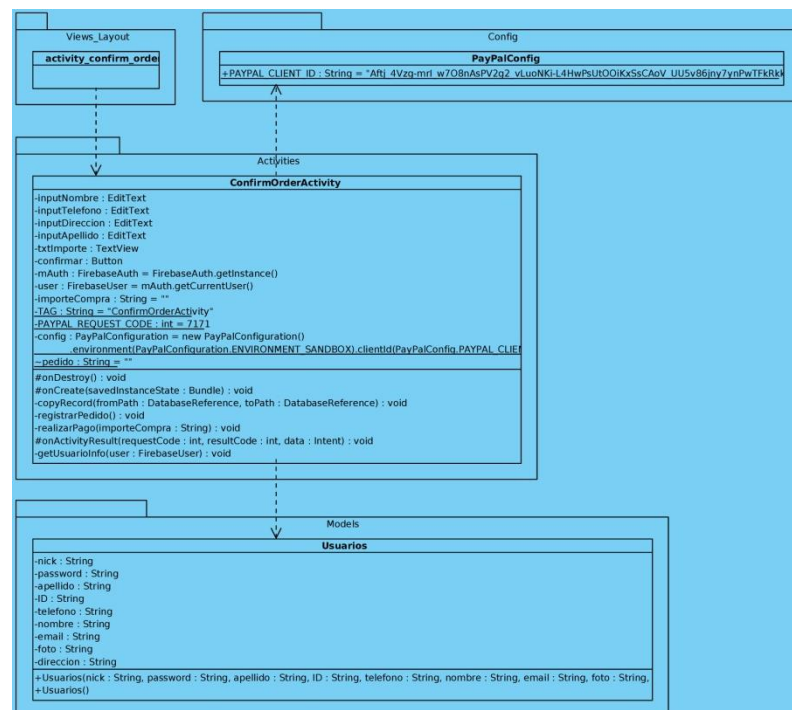 Views_Layout
activity_confirm_order
Config
PayPalConfig
+PAYPAL_CLIENT_ID : String = "Aftj_4Vzg-mrl_w7O8nAsPV2g2_vLuoNKi-L4HwPsUtOOiKxSsCAoV_UU5v86jny7ynPwTFkRkk
Activities
ConfirmOrderActivity
-inputNombre : EditText
-inputTelefono : EditText
-inputDireccion : EditText
-inputApellido : EditText
-txtImporte : TextView
-confirmar : Button
-mAuth : FirebaseAuth = FirebaseAuth.getInstance()
-user : FirebaseUser = mAuth.getCurrentUser()
-importeCompra : String = ""
-TAG : String = "ConfirmOrderActivity"
-PAYPAL_REQUEST_CODE : int = 7171
-config : PayPalConfiguration = new PayPalConfiguration()
.environment(PayPalConfiguration.ENVIRONMENT_SANDBOX).clientId(PayPalConfig.PAYPAL_CLIE
~pedido : String = ""
#onDestroy() : void
#onCreate(savedInstanceState : Bundle) : void
-copyRecord(fromPath : DatabaseReference, toPath : DatabaseReference) : void
-registrarPedido() : void
-realizarPago(importeCompra : String) : void
#onActivityResult(requestCode : int, resultCode : int, data : Intent) : void
-getUsuarioInfo(user : FirebaseUser) : void
Models
Usuarios
-nick : String
-password : String
-apellido : String
-ID : String
-telefono : String
-nombre : String
-email : String
-foto : String
-direccion : String
+Usuarios(nick : String, password : String, apellido : String, ID : String, telefono : String, nombre : String, email : String, foto : String,
+Usuarios()